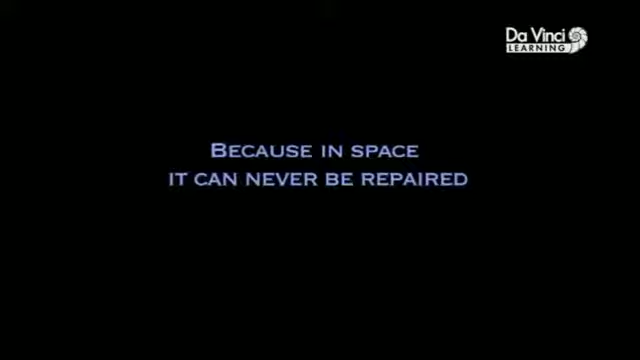 Da Vinci
LEARNING
BECAUSE IN SPACE
IT CAN NEVER BE REPAIRED